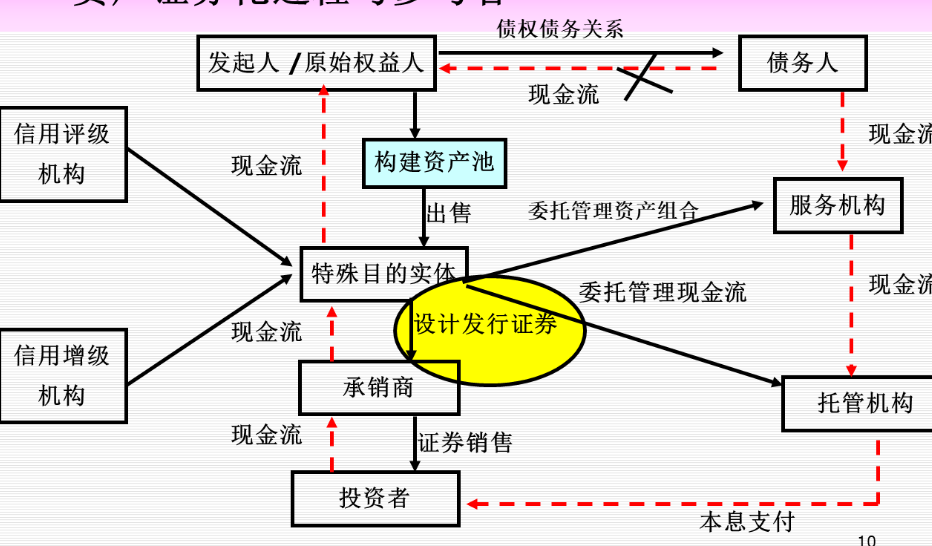 债权债务关系
发起人 /原始权益人
债务人
现金流
信用评级
机构
现金流
现金
构建资产池
出售
委托管理资产组合
服务机构
特殊目的实体
委托管理现金流
现金
设计发行证券
现金流
信用增级
机构
承销商
托管机构
现金流
证券销售
投资者
本息支付
10